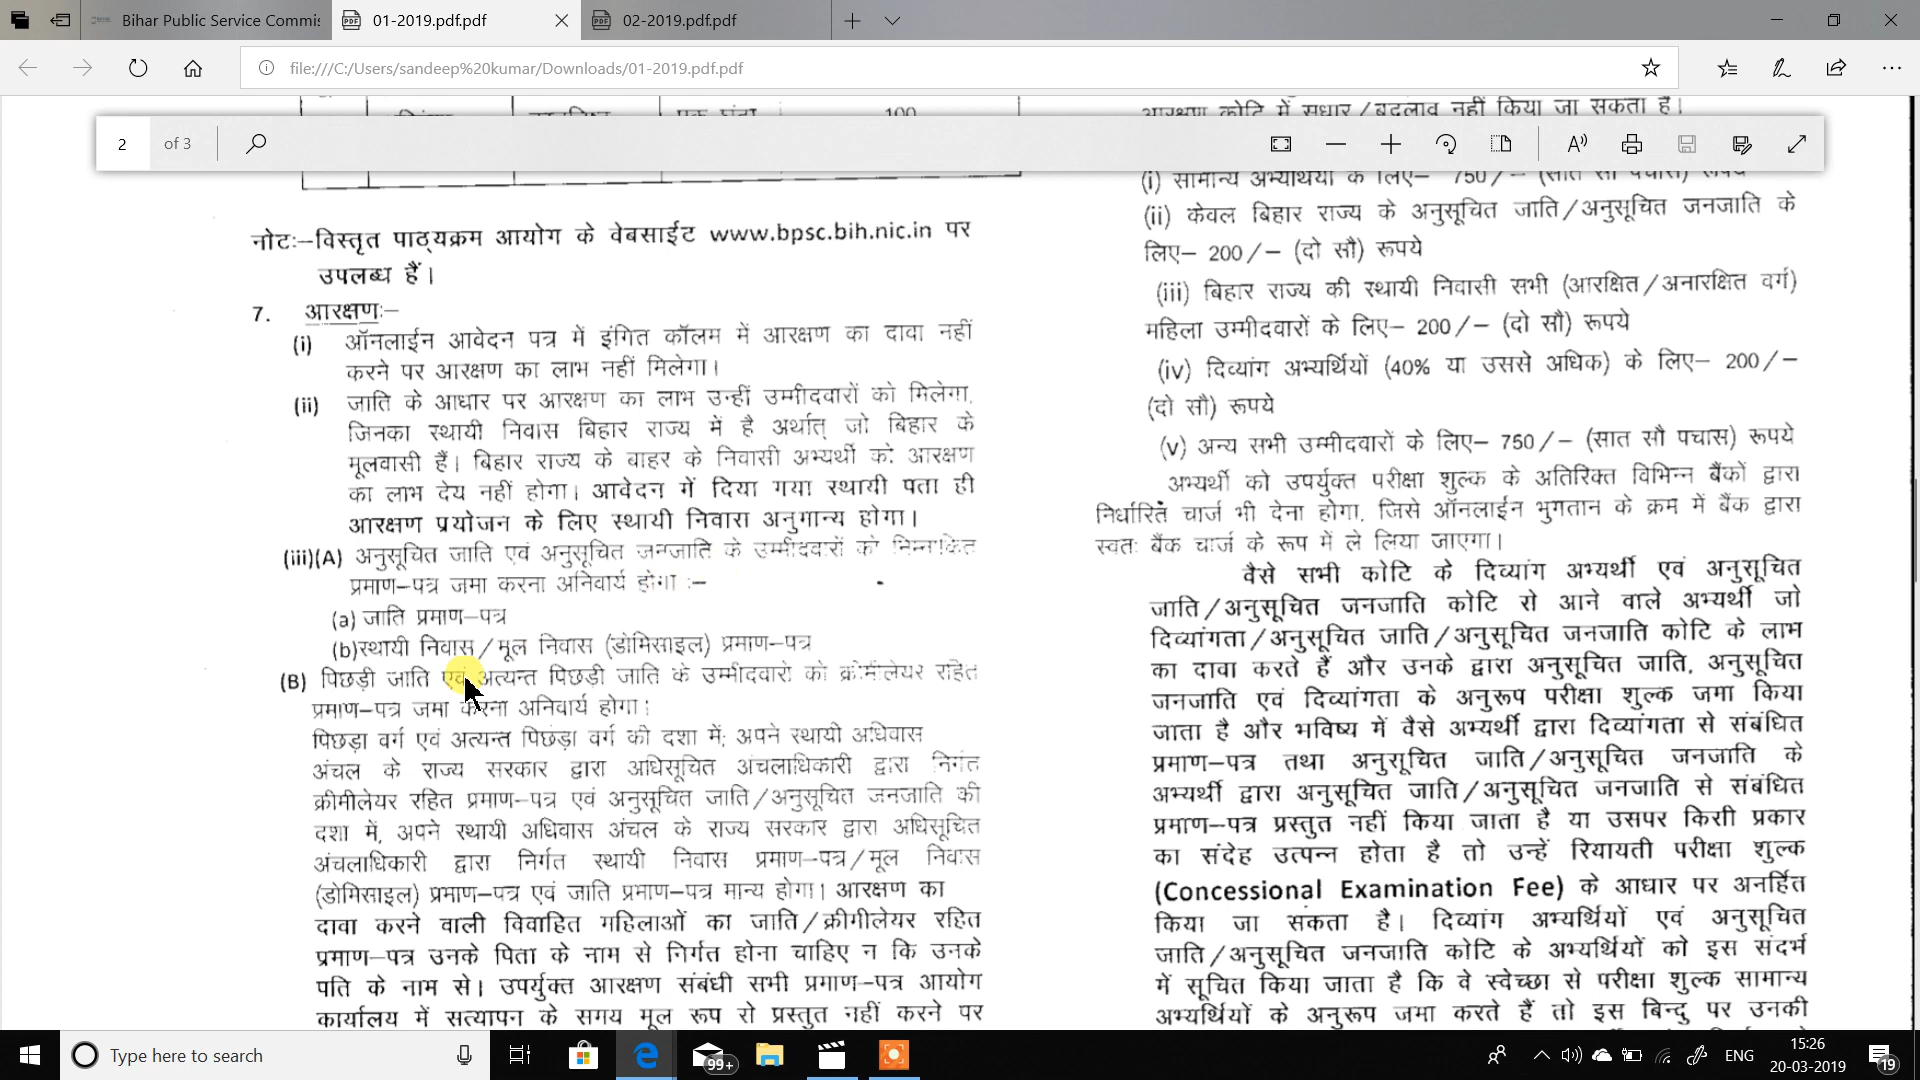 Bihar Public Service Commis
01-2019.pdf.pdf
02-2019.pdf.pdf
file:///C:/Users/sandeep%20kumar/Downloads/01-2019.pdf.pdf
2 of 3
नोटः–विस्तृत पाठ्यक्रम आयोग के वेबसाईट www.bpsc.bih.nic.in पर
उपलब्ध हैं।
7. आरक्षणः–
(i) ऑनलाईन आवेदन पत्र में इंगित कॉलम में आरक्षण का दावा नहीं
करने पर आरक्षण का लाभ नहीं मिलेगा।
(ii) जाति के आधार पर आरक्षण का लाभ उन्हीं उम्मीदवारों को मिलेगा,
जिनका स्थायी निवास बिहार राज्य में है अर्थात् जो बिहार के
मूलवासी हैं। बिहार राज्य के बाहर के निवासी अभ्यर्थी को आरक्षण
का लाभ देय नहीं होगा। आवेदन में दिया गया स्थायी पता ही
आरक्षण प्रयोजन के लिए स्थायी निवास अनुमान्य होगा।
(iii)(A) अनुसूचित जाति एवं अनुसूचित जनजाति के उम्मीदवारों को निम्नांकित
प्रमाण–पत्र जमा करना अनिवार्य होगा :–
(a) जाति प्रमाण–पत्र
(b)स्थायी निवास/मूल निवास (डोमिसाइल) प्रमाण–पत्र
(B) पिछड़ी जाति एवं अत्यन्त पिछड़ी जाति के उम्मीदवारों को क्रीमीलेयर रहित
प्रमाण–पत्र जमा करना अनिवार्य होगा।
पिछड़ा वर्ग एवं अत्यन्त पिछड़ा वर्ग की दशा में, अपने स्थायी अधिवास
अंचल के राज्य सरकार द्वारा अधिसूचित अंचलाधिकारी द्वारा निर्गत
क्रीमीलेयर रहित प्रमाण–पत्र एवं अनुसूचित जाति/अनुसूचित जनजाति की
दशा में, अपने स्थायी अधिवास अंचल के राज्य सरकार द्वारा अधिसूचित
अंचलाधिकारी द्वारा निर्गत स्थायी निवास प्रमाण–पत्र/मूल निवास
(डोमिसाइल) प्रमाण–पत्र एवं जाति प्रमाण–पत्र मान्य होगा। आरक्षण का
दावा करने वाली विवाहित महिलाओं का जाति/क्रीमीलेयर रहित
प्रमाण–पत्र उनके पिता के नाम से निर्गत होना चाहिए न कि उनके
पति के नाम से। उपर्युक्त आरक्षण संबंधी सभी प्रमाण–पत्र आयोग
कार्यालय में सत्यापन के समय मूल रूप से प्रस्तुत नहीं करने पर
आरक्षण कोटि में सुधार/बदलाव नहीं किया जा सकता है।
(i) सामान्य अभ्यर्थियों के लिए– 750/– (सात सौ पचास) रूपये
(ii) केवल बिहार राज्य के अनुसूचित जाति/अनुसूचित जनजाति के
लिए– 200/– (दो सौ) रूपये
(iii) बिहार राज्य की स्थायी निवासी सभी (आरक्षित/अनारक्षित वर्ग)
महिला उम्मीदवारों के लिए– 200/– (दो सौ) रूपये
(iv) दिव्यांग अभ्यर्थियों (40% या उससे अधिक) के लिए– 200/–
(दो सौ) रूपये
(v) अन्य सभी उम्मीदवारों के लिए– 750/– (सात सौ पचास) रूपये
अभ्यर्थी को उपर्युक्त परीक्षा शुल्क के अतिरिक्त विभिन्न बैंकों द्वारा
निर्धारित चार्ज भी देना होगा, जिसे ऑनलाईन भुगतान के क्रम में बैंक द्वारा
स्वतः बैंक चार्ज के रूप में ले लिया जाएगा।
वैसे सभी कोटि के दिव्यांग अभ्यर्थी एवं अनुसूचित
जाति/अनुसूचित जनजाति कोटि से आने वाले अभ्यर्थी जो
दिव्यांगता/अनुसूचित जाति/अनुसूचित जनजाति कोटि के लाभ
का दावा करते हैं और उनके द्वारा अनुसूचित जाति, अनुसूचित
जनजाति एवं दिव्यांगता के अनुरूप परीक्षा शुल्क जमा किया
जाता है और भविष्य में वैसे अभ्यर्थी द्वारा दिव्यांगता से संबंधित
प्रमाण–पत्र तथा अनुसूचित जाति/अनुसूचित जनजाति के
अभ्यर्थी द्वारा अनुसूचित जाति/अनुसूचित जनजाति से संबंधित
प्रमाण–पत्र प्रस्तुत नहीं किया जाता है या उसपर किसी प्रकार
का संदेह उत्पन्न होता है तो उन्हें रियायती परीक्षा शुल्क
(Concessional Examination Fee) के आधार पर अनर्हित
किया जा सकता है। दिव्यांग अभ्यर्थियों एवं अनुसूचित
जाति/अनुसूचित जनजाति कोटि के अभ्यर्थियों को इस संदर्भ
में सूचित किया जाता है कि वे स्वेच्छा से परीक्षा शुल्क सामान्य
अभ्यर्थियों के अनुरूप जमा करते हैं तो इस बिन्दु पर उनकी
Type here to search
99+
ENG
15:26
20-03-2019
19